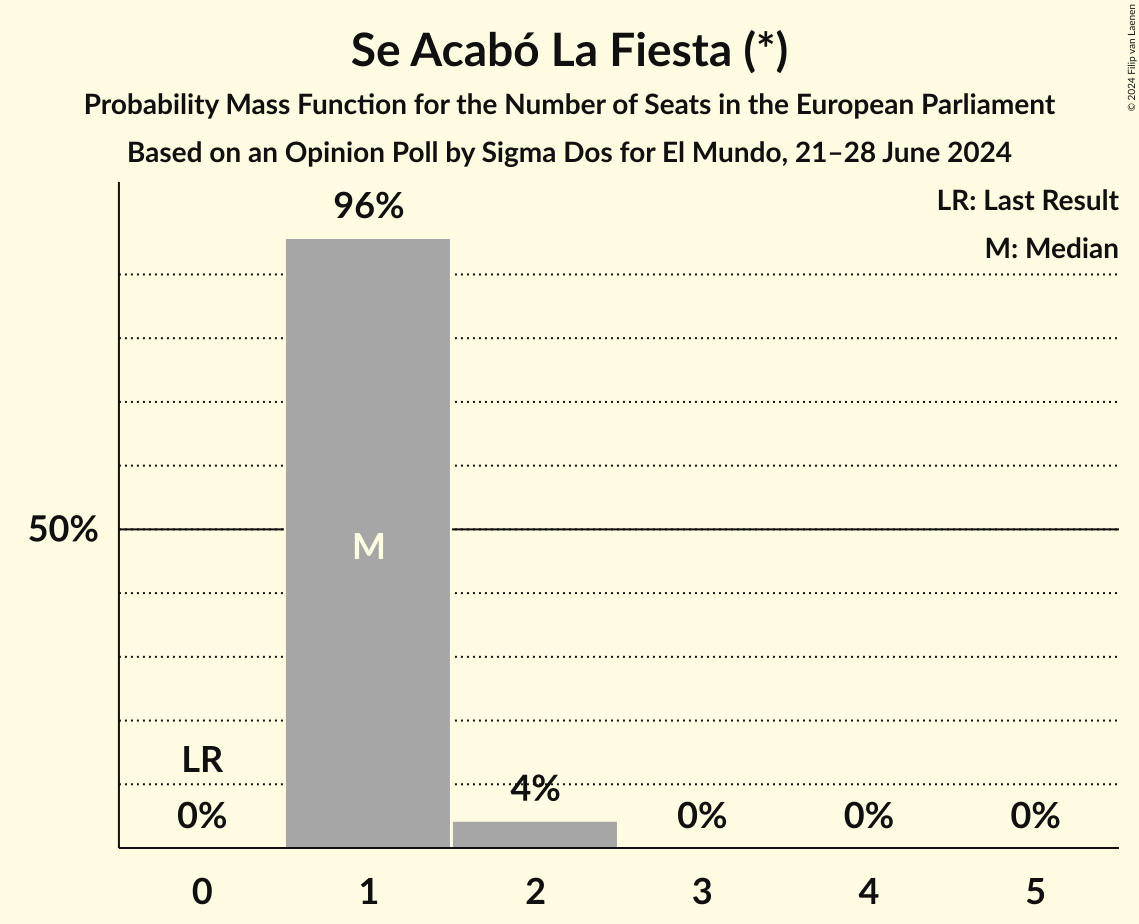 Se Acabó La Fiesta (*)
Probability Mass Function for the Number of Seats in the European Parliament
Based on an Opinion Poll by Sigma Dos for El Mundo, 21–28 June 2024
© 2024 Filip van Laenen
LR: Last Result
M: Median
96%
50%
M
LR
0%
4%
0%
0%
0%
0 1 2 3 4 5